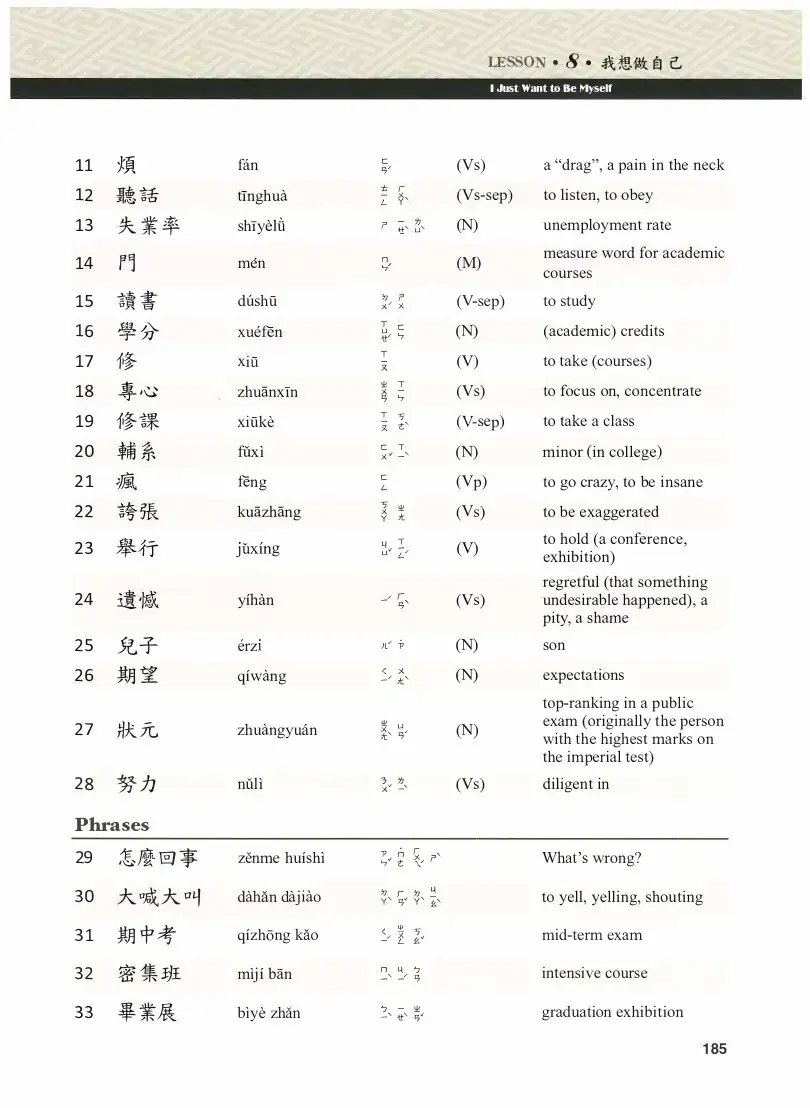 LESSON • 8 • 我想做自己
I Just Want to Be Myself
11 煩 fán ㄈㄢˊ (Vs) a “drag”, a pain in the neck
12 聽話 tīnghuà ㄊㄧㄥ ㄏㄨㄚˋ (Vs-sep) to listen, to obey
13 失業率 shīyèlǜ ㄕ ㄧㄝˋ ㄌㄩˋ (N) unemployment rate
14 門 mén ㄇㄣˊ (M) measure word for academic
courses
15 讀書 dúshū ㄉㄨˊ ㄕㄨ (V-sep) to study
16 學分 xuéfēn ㄒㄩㄝˊ ㄈㄣ (N) (academic) credits
17 修 xiū ㄒㄧㄡ (V) to take (courses)
18 專心 zhuānxīn ㄓㄨㄢ ㄒㄧㄣ (Vs) to focus on, concentrate
19 修課 xiūkè ㄒㄧㄡ ㄎㄜˋ (V-sep) to take a class
20 輔系 fǔxì ㄈㄨˇ ㄒㄧˋ (N) minor (in college)
21 瘋 fēng ㄈㄥ (Vp) to go crazy, to be insane
22 誇張 kuāzhāng ㄎㄨㄚ ㄓㄤ (Vs) to be exaggerated
23 舉行 jǔxíng ㄐㄩˇ ㄒㄧㄥˊ (V) to hold (a conference,
exhibition)
24 遺憾 yíhàn ㄧˊ ㄏㄢˋ (Vs) regretful (that something
undesirable happened), a
pity, a shame
25 兒子 érzi ㄦˊ ˙ㄗ (N) son
26 期望 qíwàng ㄑㄧˊ ㄨㄤˋ (N) expectations
27 狀元 zhuàngyuán ㄓㄨㄤˋ ㄩㄢˊ (N) top-ranking in a public
exam (originally the person
with the highest marks on
the imperial test)
28 努力 nǔlì ㄋㄨˇ ㄌㄧˋ (Vs) diligent in
Phrases
29 怎麼回事 zěnme huíshì ㄗㄣˇ ˙ㄇㄜ ㄏㄨㄟˊ ㄕˋ What’s wrong?
30 大喊大叫 dàhǎn dàjiào ㄉㄚˋ ㄏㄢˇ ㄉㄚˋ ㄐㄧㄠˋ to yell, yelling, shouting
31 期中考 qízhōng kǎo ㄑㄧˊ ㄓㄨㄥ ㄎㄠˇ mid-term exam
32 密集班 mìjí bān ㄇㄧˋ ㄐㄧˊ ㄅㄢ intensive course
33 畢業展 bìyè zhǎn ㄅㄧˋ ㄧㄝˋ ㄓㄢˇ graduation exhibition
185